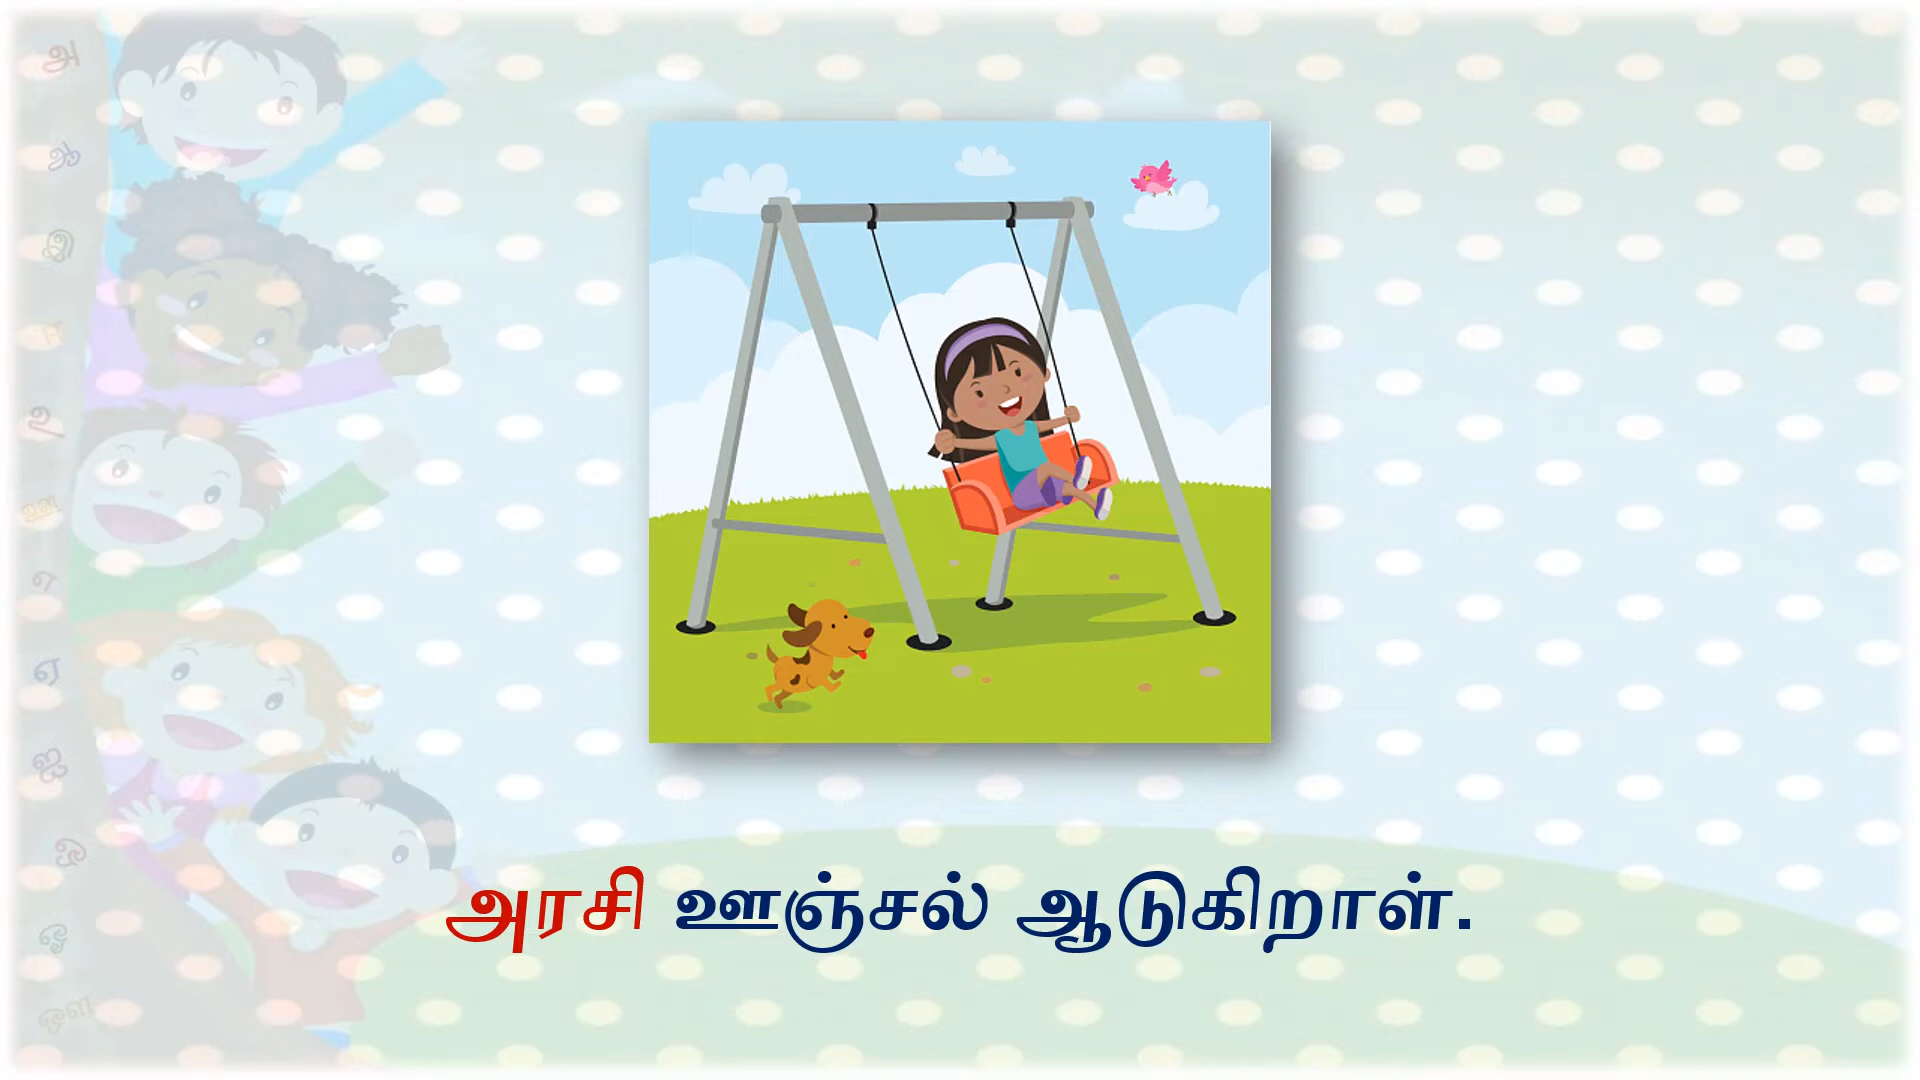 அ
ஆ
இ
ஈ
உ
ஊ
எ
ஏ
ஐ
ஒ
ஓ
ஔ
அரசி ஊஞ்சல் ஆடுகிறாள்.